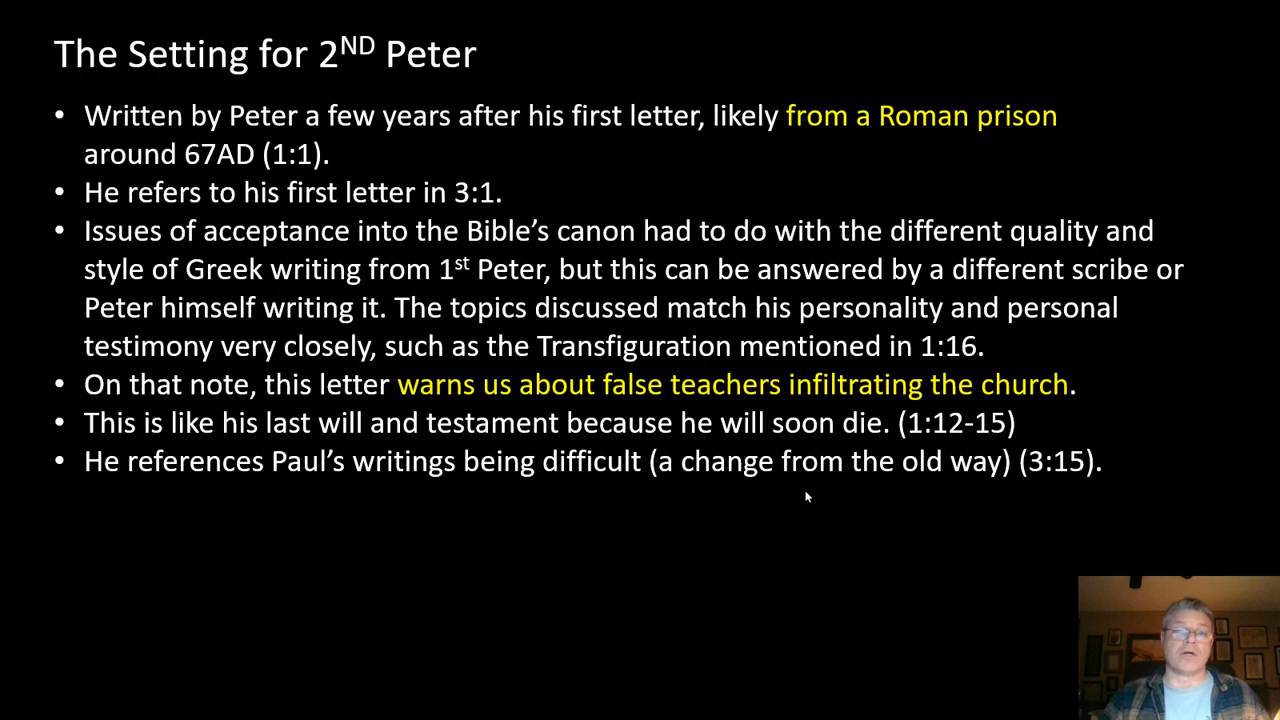 The Setting for 2ND Peter
• Written by Peter a few years after his first letter, likely from a Roman prison
around 67AD (1:1).
• He refers to his first letter in 3:1.
• Issues of acceptance into the Bible’s canon had to do with the different quality and
style of Greek writing from 1st Peter, but this can be answered by a different scribe or
Peter himself writing it. The topics discussed match his personality and personal
testimony very closely, such as the Transfiguration mentioned in 1:16.
• On that note, this letter warns us about false teachers infiltrating the church.
• This is like his last will and testament because he will soon die. (1:12-15)
• He references Paul’s writings being difficult (a change from the old way) (3:15).